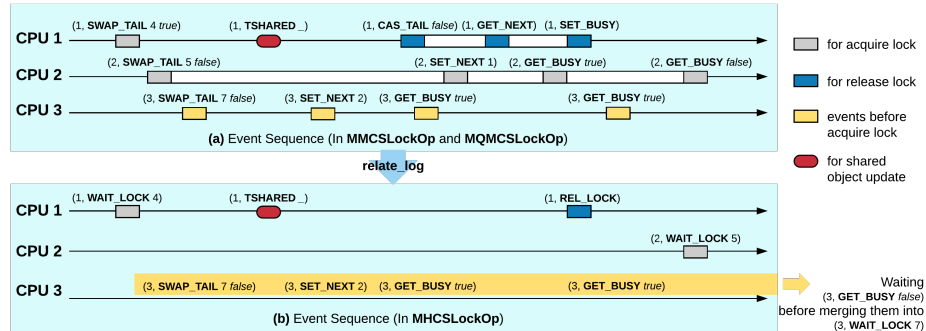 (1, SWAP_TAIL 4 true) (1, TSHARED _) (1, CAS_TAIL false) (1, GET_NEXT) (1, SET_BUSY)
CPU 1
(2, SWAP_TAIL 5 false) (2, SET_NEXT 1) (2, GET_BUSY true) (2, GET_BUSY false)
CPU 2
(3, SWAP_TAIL 7 false) (3, SET_NEXT 2) (3, GET_BUSY true) (3, GET_BUSY true)
CPU 3
(a) Event Sequence (In MMCSLockOp and MQMCSLockOp)
for acquire lock
for release lock
events before
acquire lock
for shared
object update
relate_log
(1, WAIT_LOCK 4) (1, TSHARED _) (1, REL_LOCK)
CPU 1
(2, WAIT_LOCK 5)
CPU 2
(3, SWAP_TAIL 7 false) (3, SET_NEXT 2) (3, GET_BUSY true) (3, GET_BUSY true)
CPU 3
(b) Event Sequence (In MHCSLockOp)
Waiting
(3, GET_BUSY false)
before merging them into
(3, WAIT_LOCK 7)